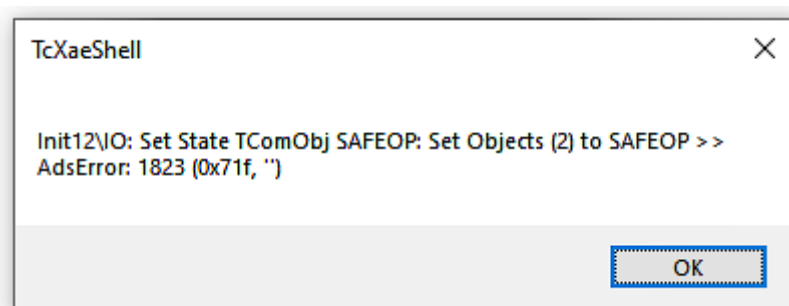 TcXaeShell
Init12\IO: Set State TComObj SAFEOP: Set Objects (2) to SAFEOP >>
AdsError: 1823 (0x71f, '')
OK